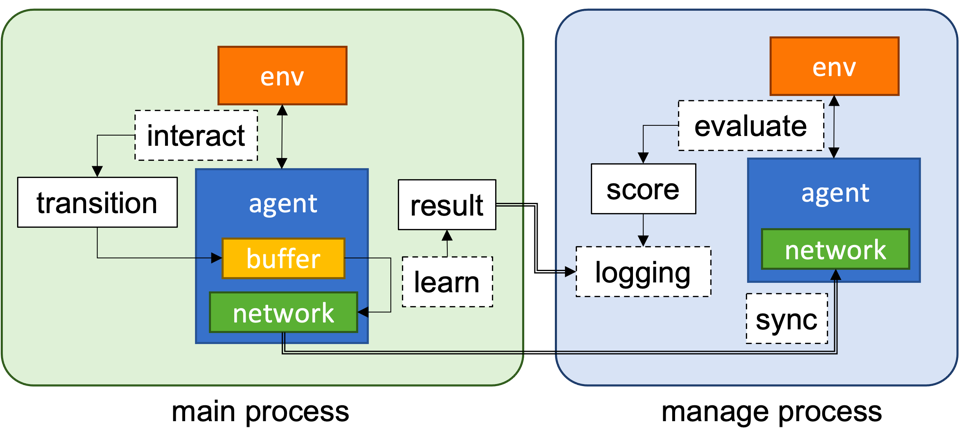 env
interact
transition
agent
result
buffer
learn
network
main process
env
evaluate
score
agent
network
logging
sync
manage process